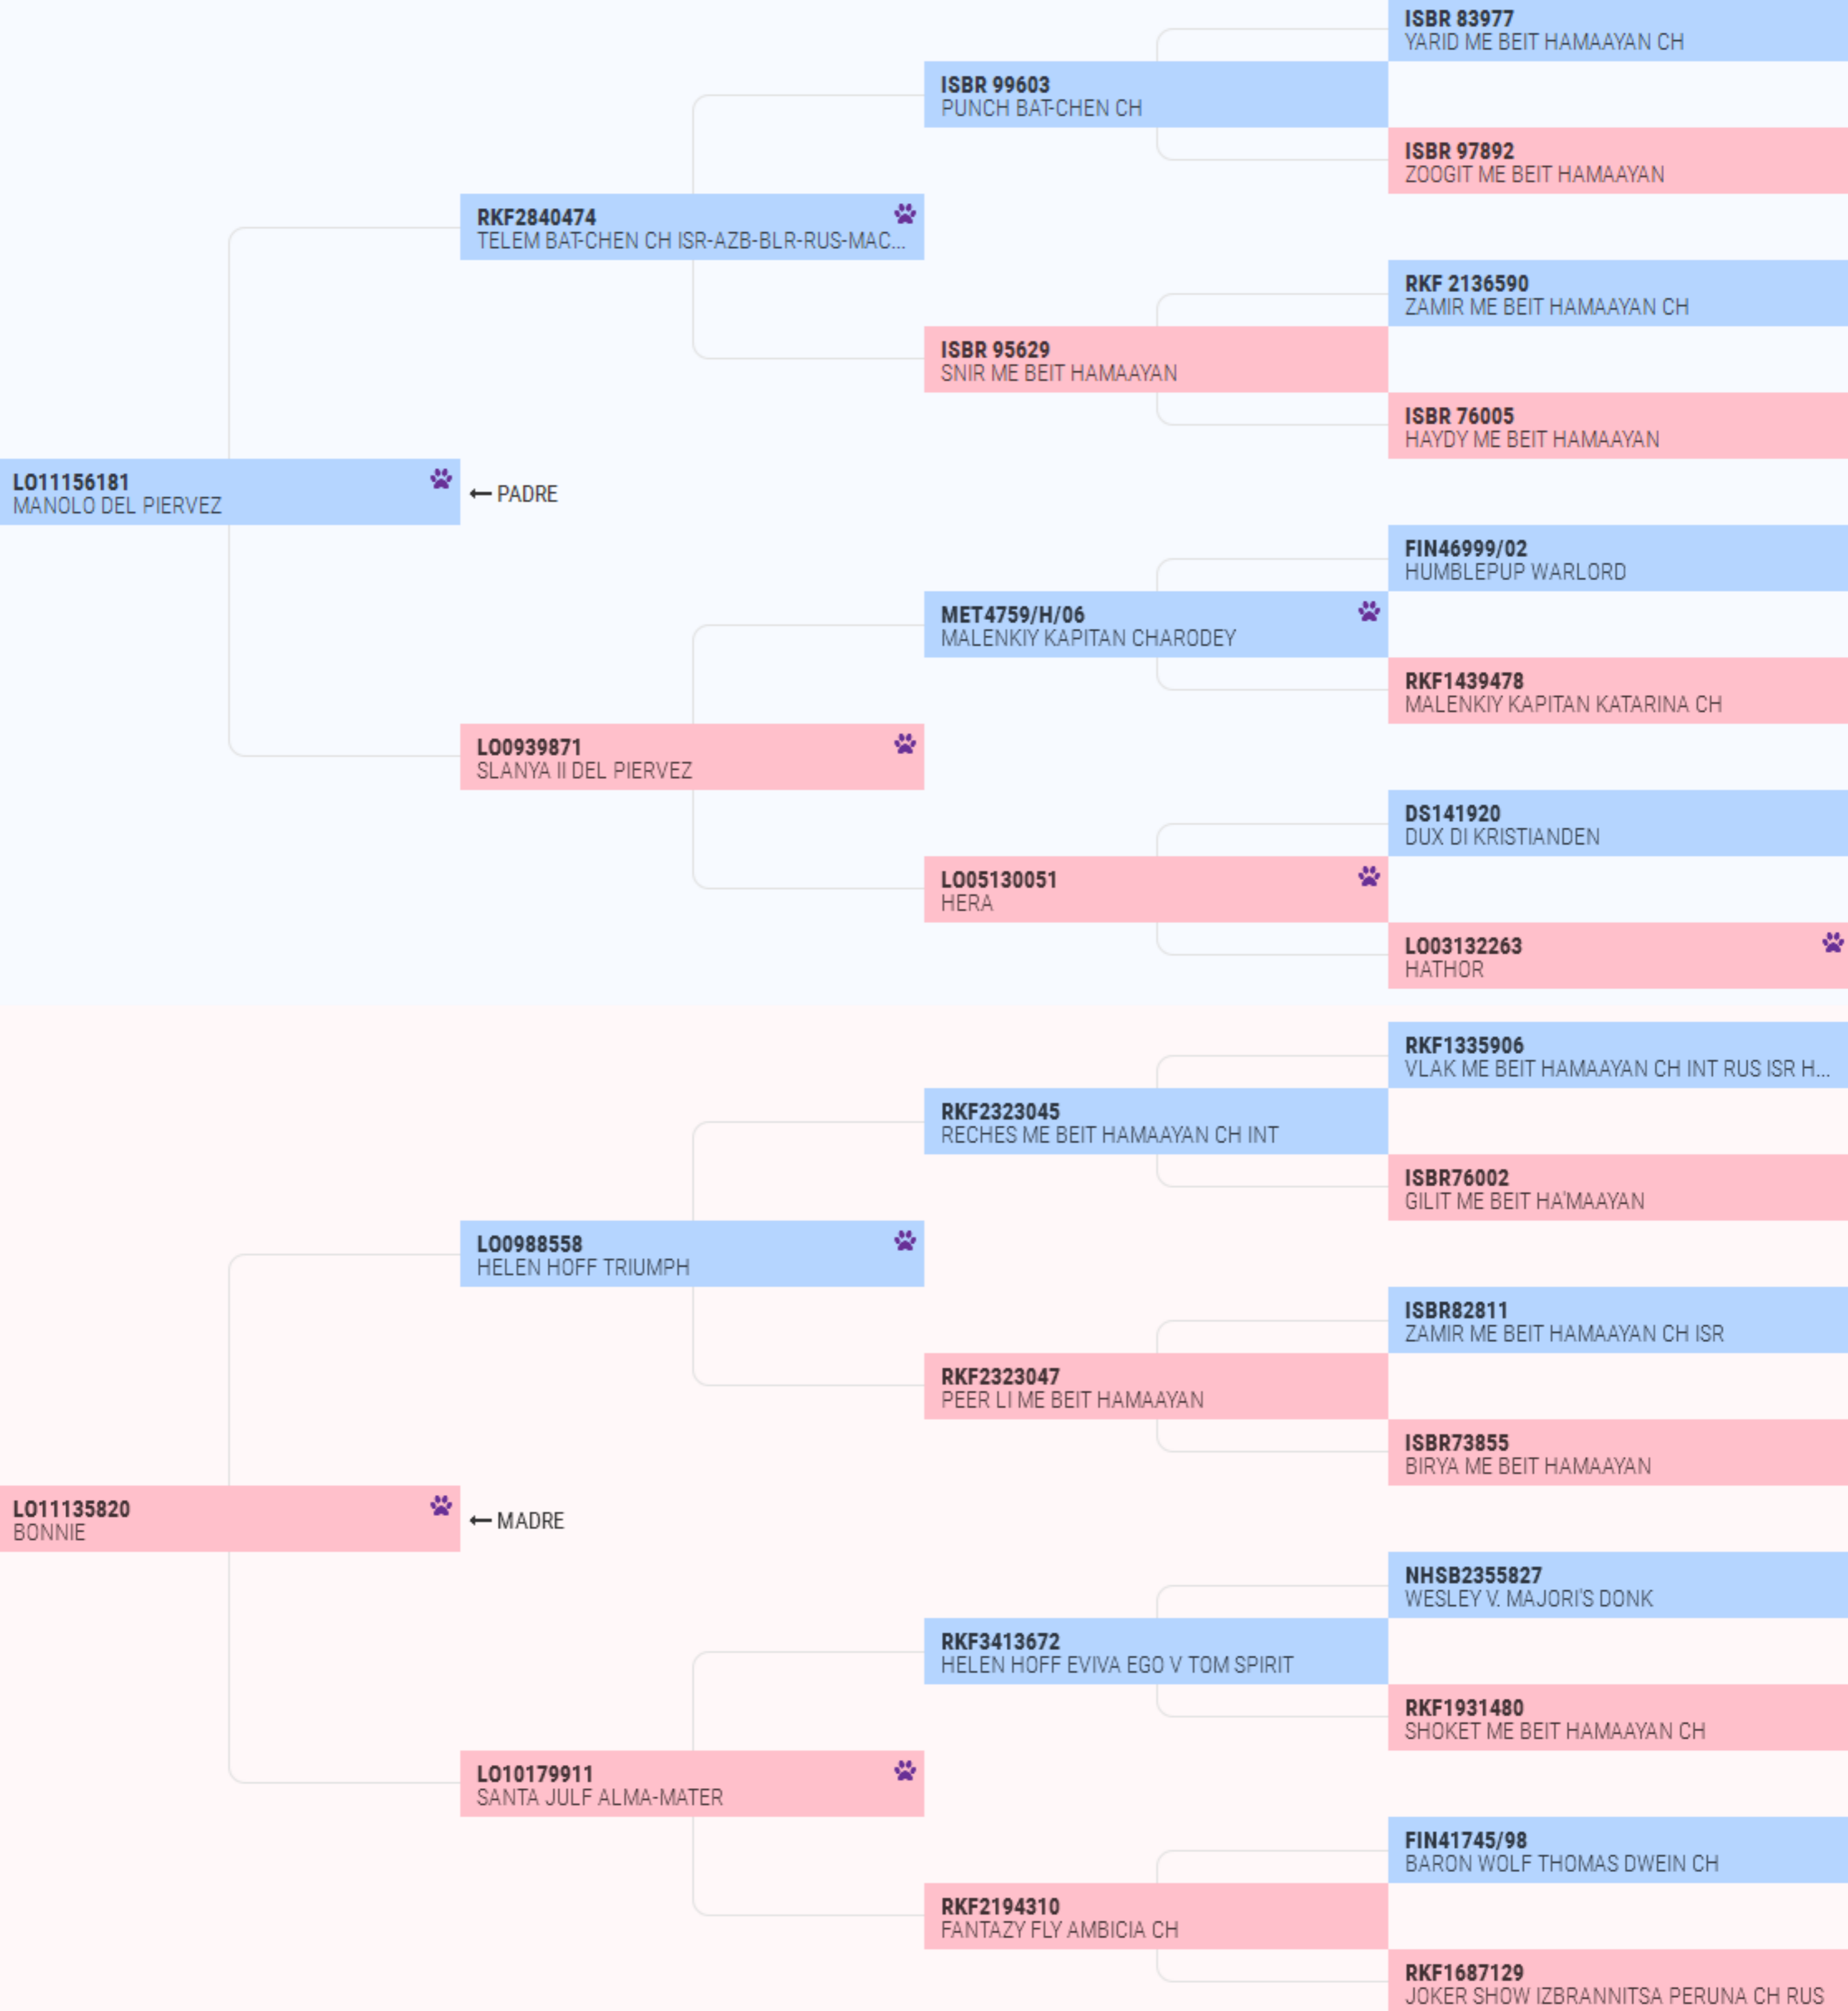 ISBR 83977
YARID ME BEIT HAMAAYAN CH
ISBR 99603
PUNCH BAT-CHEN CH
ISBR 97892
ZOOGIT ME BEIT HAMAAYAN
RKF2840474
TELEM BAT-CHEN CH ISR-AZB-BLR-RUS-MAC...
RKF 2136590
ZAMIR ME BEIT HAMAAYAN CH
ISBR 95629
SNIR ME BEIT HAMAAYAN
ISBR 76005
HAYDY ME BEIT HAMAAYAN
LO11156181
MANOLO DEL PIERVEZ
← PADRE
FIN46999/02
HUMBLEPUP WARLORD
MET4759/H/06
MALENKIY KAPITAN CHARODEY
RKF1439478
MALENKIY KAPITAN KATARINA CH
LO0939871
SLANYA II DEL PIERVEZ
DS141920
DUX DI KRISTIANDEN
LO05130051
HERA
LO03132263
HATHOR
RKF1335906
VLAK ME BEIT HAMAAYAN CH INT RUS ISR H...
RKF2323045
RECHES ME BEIT HAMAAYAN CH INT
ISBR76002
GILIT ME BEIT HA'MAAYAN
LO0988558
HELEN HOFF TRIUMPH
ISBR82811
ZAMIR ME BEIT HAMAAYAN CH ISR
RKF2323047
PEER LI ME BEIT HAMAAYAN
ISBR73855
BIRYA ME BEIT HAMAAYAN
LO11135820
BONNIE
← MADRE
NHSB2355827
WESLEY V. MAJORI'S DONK
RKF3413672
HELEN HOFF EVIVA EGO V TOM SPIRIT
RKF1931480
SHOKET ME BEIT HAMAAYAN CH
LO10179911
SANTA JULF ALMA-MATER
FIN41745/98
BARON WOLF THOMAS DWEIN CH
RKF2194310
FANTAZY FLY AMBICIA CH
RKF1687129
JOKER SHOW IZBRANNITSA PERUNA CH RUS